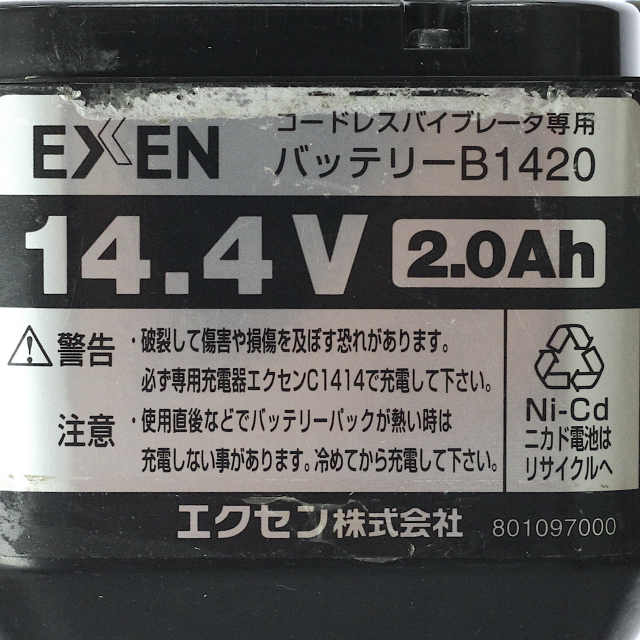 EXEN
コードレスバイブレータ専用
バッテリーB1420
14.4V 2.0Ah
警告 ・破裂して傷害や損傷を及ぼす恐れがあります。
必ず専用充電器エクセンC1414で充電して下さい。
注意 ・使用直後などでバッテリーパックが熱い時は
充電しない事があります。冷めてから充電して下さい。
Ni-Cd
ニカド電池は
リサイクルへ
エクセン株式会社 801097000